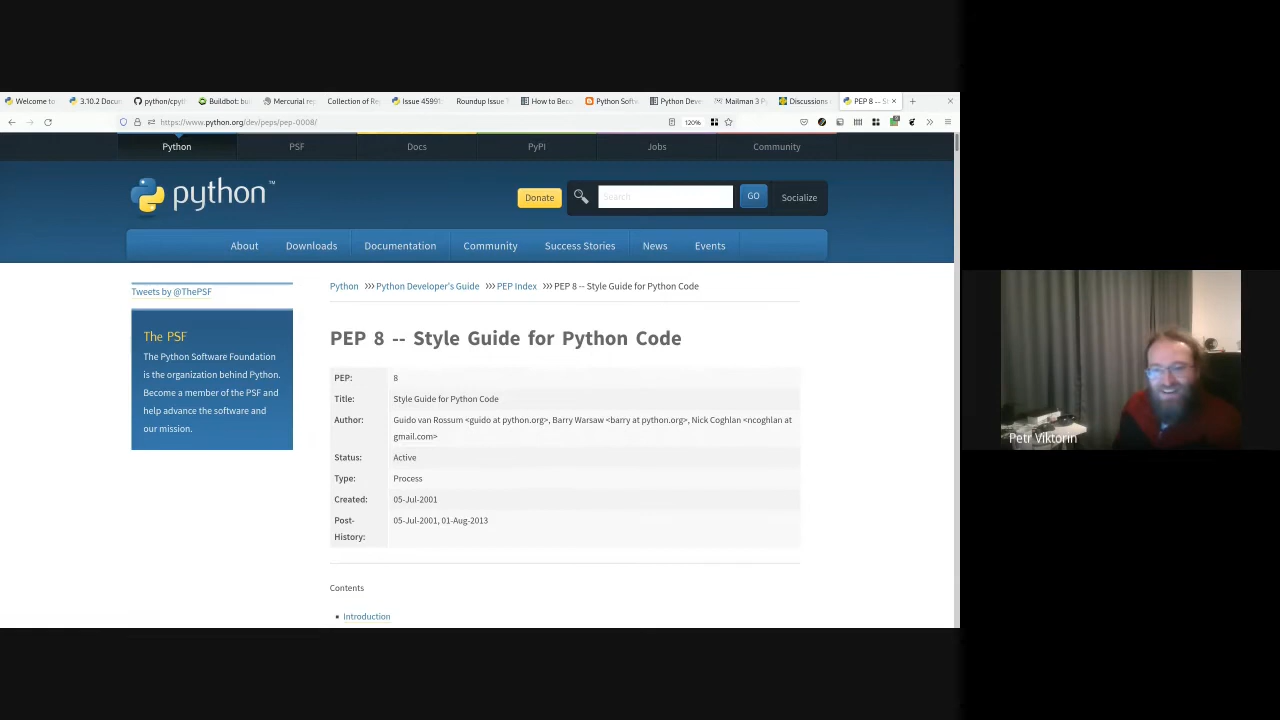 Welcome to
3.10.2 Docu
python/cpyt
Buildbot: bu
Mercurial re
Collection of Re
Issue 4599
Roundup Issue
How to Beco
Python Softw
Python Deve
Mailman 3 P
Discussions
PEP 8 -- St
https://www.python.org/dev/peps/pep-0008/
120%
Python
PSF
Docs
PyPI
Jobs
Community
python™
Donate
Search
GO
Socialize
About
Downloads
Documentation
Community
Success Stories
News
Events
Tweets by @ThePSF
The PSF
The Python Software Foundation
is the organization behind Python.
Become a member of the PSF and
help advance the software and
our mission.
Python >>> Python Developer's Guide >>> PEP Index >>> PEP 8 -- Style Guide for Python Code
PEP 8 -- Style Guide for Python Code
PEP: 8
Title: Style Guide for Python Code
Author: Guido van Rossum <guido at python.org>, Barry Warsaw <barry at python.org>, Nick Coghlan <ncoghlan at
gmail.com>
Status: Active
Type: Process
Created: 05-Jul-2001
Post- 05-Jul-2001, 01-Aug-2013
History:
Contents
Introduction
Petr Viktorin